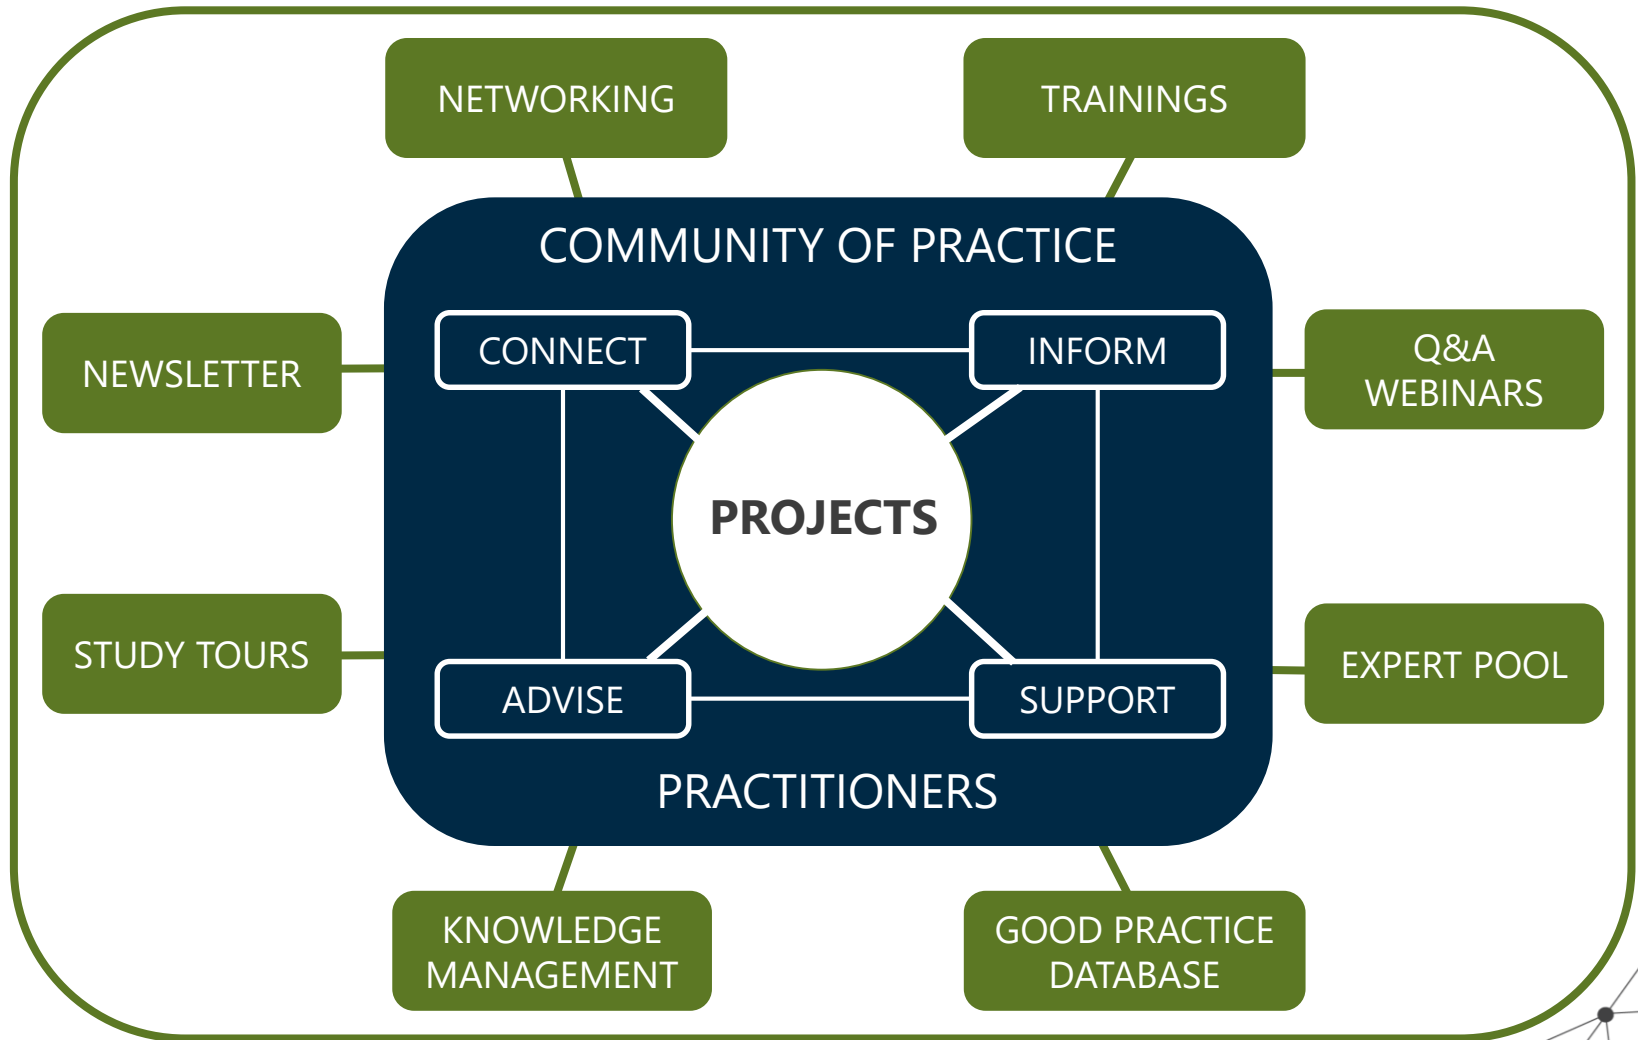 NETWORKING
TRAININGS
COMMUNITY OF PRACTICE
NEWSLETTER
CONNECT
INFORM
Q&A
WEBINARS
PROJECTS
STUDY TOURS
ADVISE
SUPPORT
EXPERT POOL
PRACTITIONERS
KNOWLEDGE
MANAGEMENT
GOOD PRACTICE
DATABASE